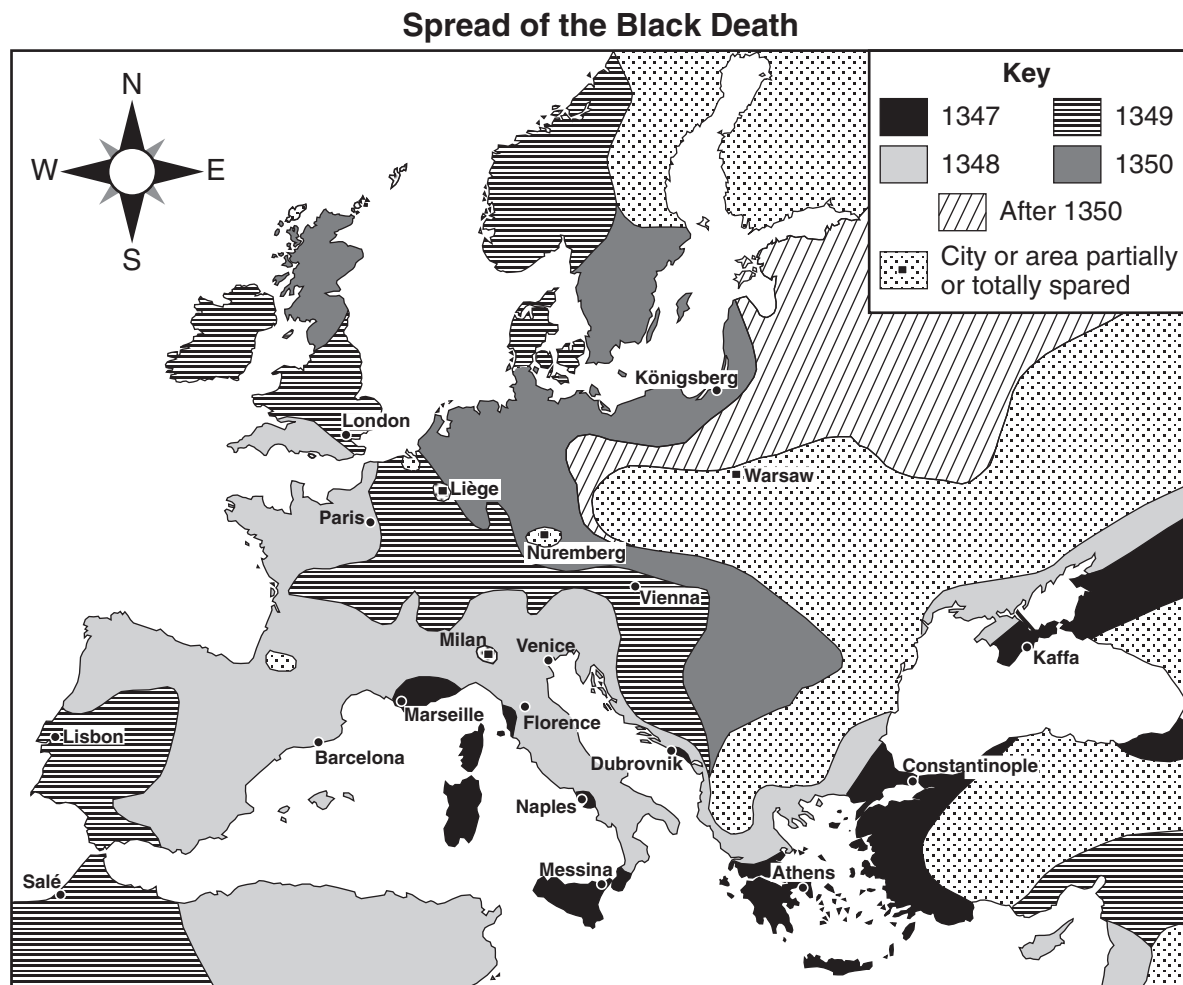 Spread of the Black Death
N
W
E
S
Key
1347
1349
1348
1350
After 1350
City or area partially
or totally spared
Königsberg
London
Warsaw
Liège
Paris
Nuremberg
Vienna
Milan
Venice
Kaffa
Marseille
Florence
Lisbon
Barcelona
Dubrovnik
Constantinople
Naples
Messina
Athens
Salé